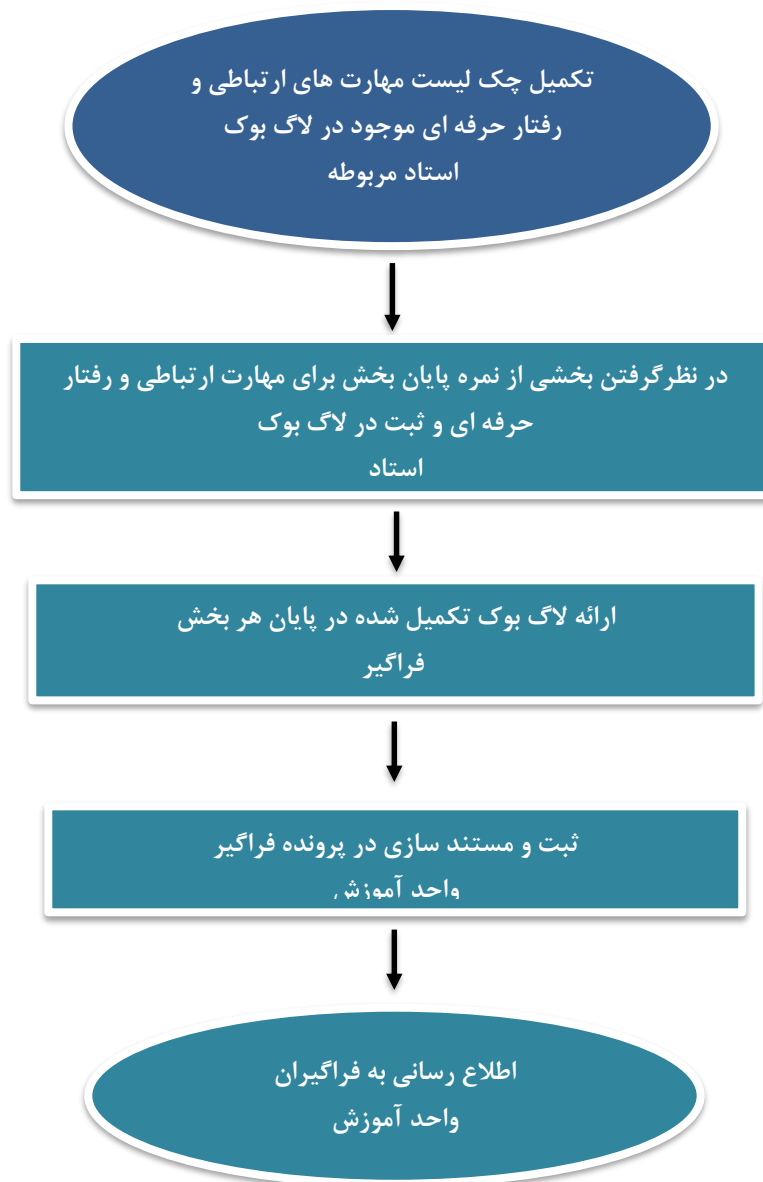 تکمیل چک لیست مهارت های ارتباطی و
رفتار حرفه ای موجود در لاگ بوک
استاد مربوطه
در نظرگرفتن بخشی از نمره پایان بخش برای مهارت ارتباطی و رفتار
حرفه ای و ثبت در لاگ بوک
استاد
ارائه لاگ بوک تکمیل شده در پایان هر بخش
فراگیر
ثبت و مستند سازی در پرونده فراگیر
واحد آموزش
اطلاع رسانی به فراگیران
واحد آموزش